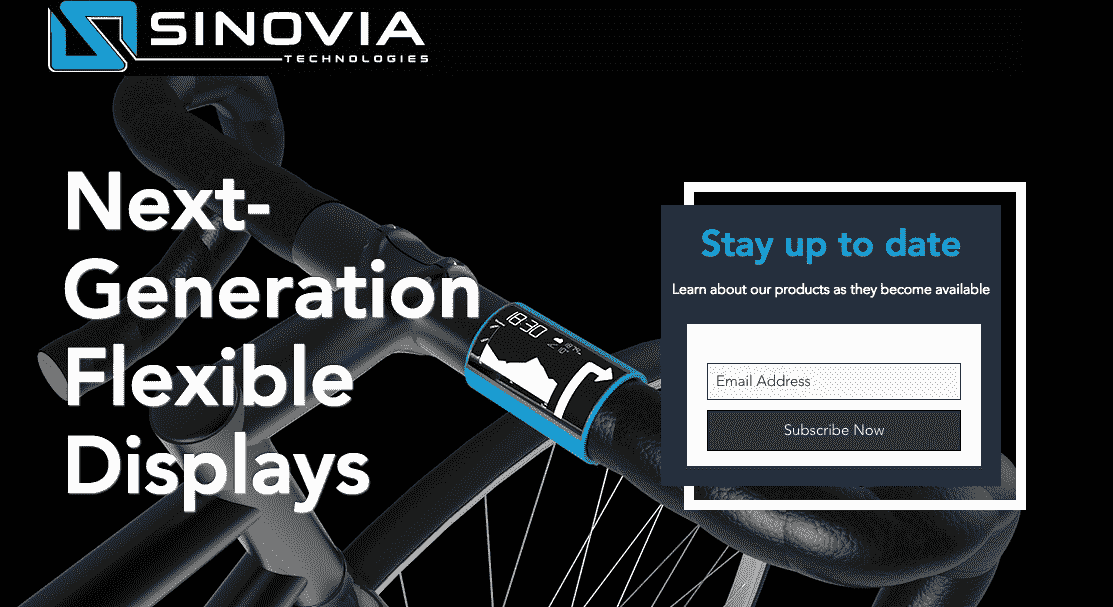 SINOVIA
TECHNOLOGIES
Next-
Generation
Flexible
Displays
18:30
Stay up to date
Learn about our products as they become available
Email Address
Subscribe Now